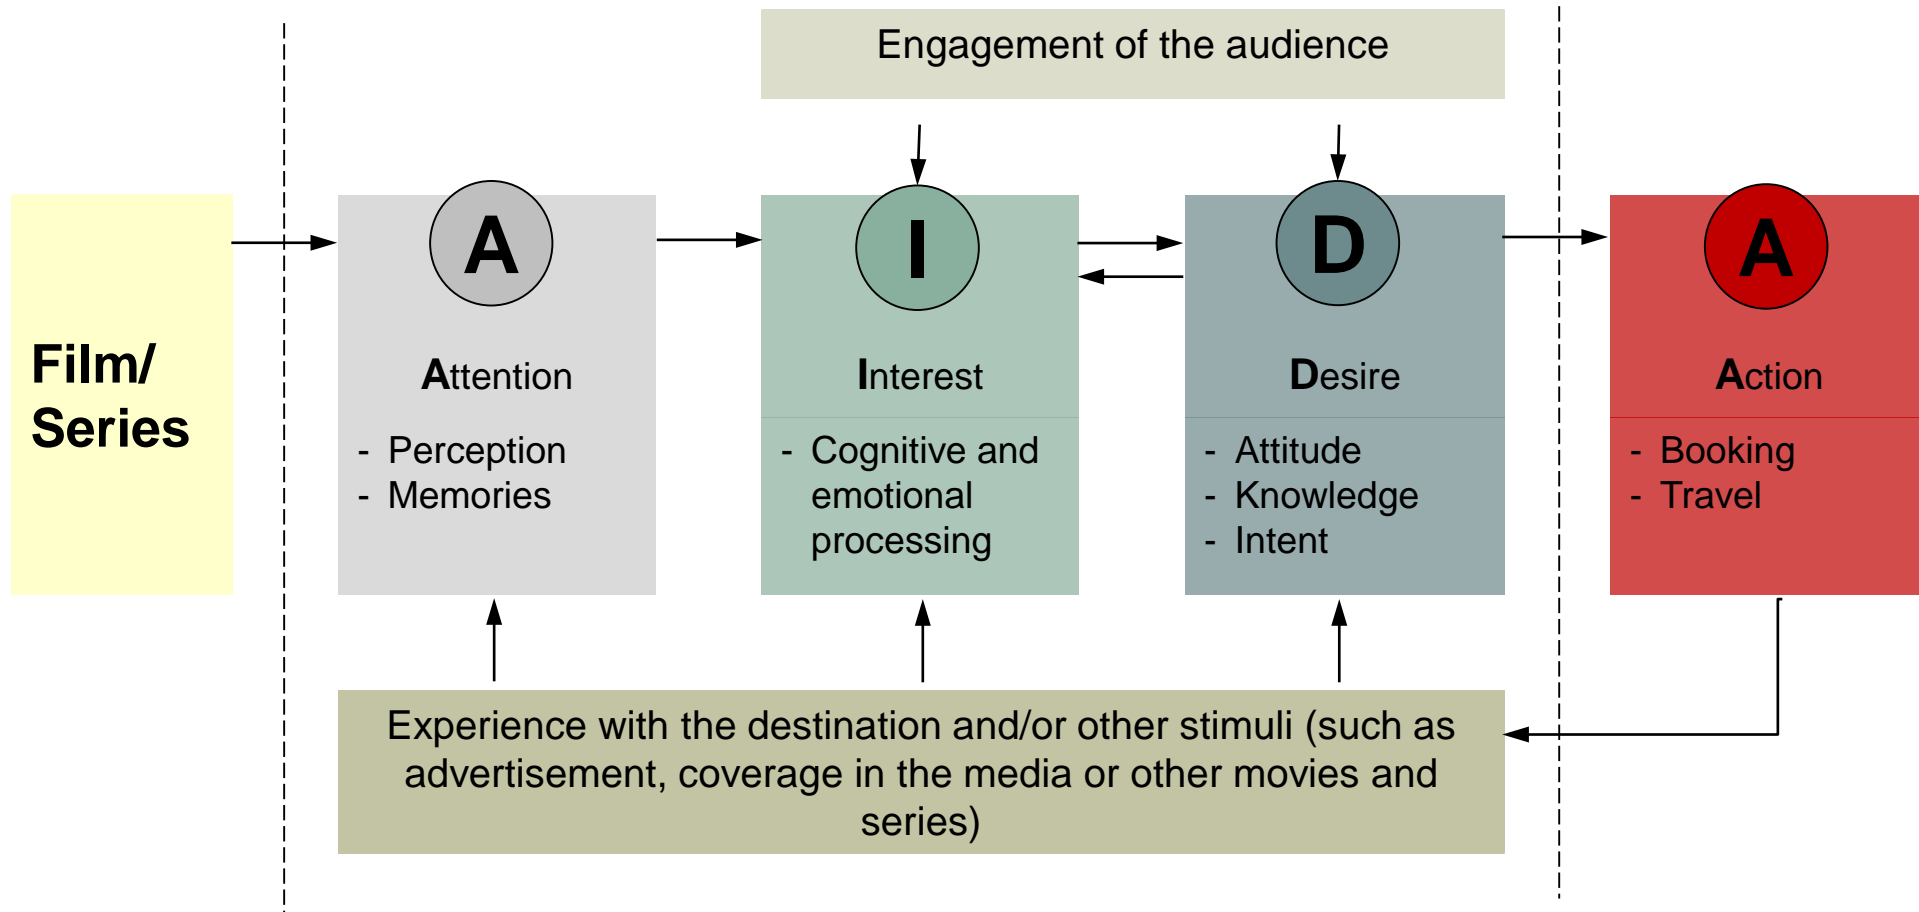 Engagement of the audience
Film/
Series
A
Attention
- Perception
- Memories
I
Interest
- Cognitive and
emotional
processing
D
Desire
- Attitude
- Knowledge
- Intent
A
Action
- Booking
- Travel
Experience with the destination and/or other stimuli (such as
advertisement, coverage in the media or other movies and
series)